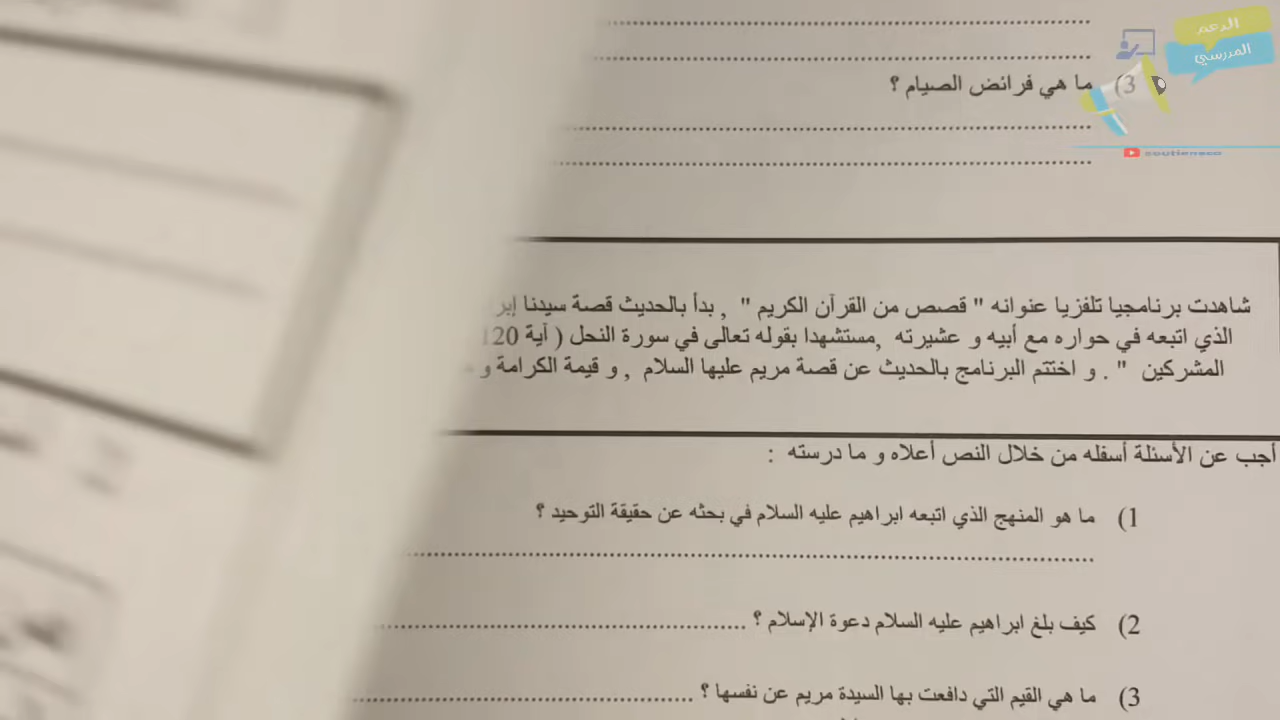 الدعم
المدرسي
soutieneco
3) ما هي فرائض الصيام ؟
شاهدت برنامجيا تلفزيا عنوانه " قصص من القرآن الكريم " , بدأ بالحديث قصة سيدنا
الذي اتبعه في حواره مع أبيه و عشيرته ,مستشهدا بقوله تعالى في سورة النحل ( آية 120
المشركين " . و اختتم البرنامج بالحديث عن قصة مريم عليها السلام , و قيمة الكرامة و
أجب عن الأسئلة أسفله من خلال النص أعلاه و ما درسته :
1) ما هو المنهج الذي اتبعه ابراهيم عليه السلام في بحثه عن حقيقة التوحيد ؟
2) كيف بلغ ابراهيم عليه السلام دعوة الإسلام ؟
3) ما هي القيم التي دافعت بها السيدة مريم عن نفسها ؟